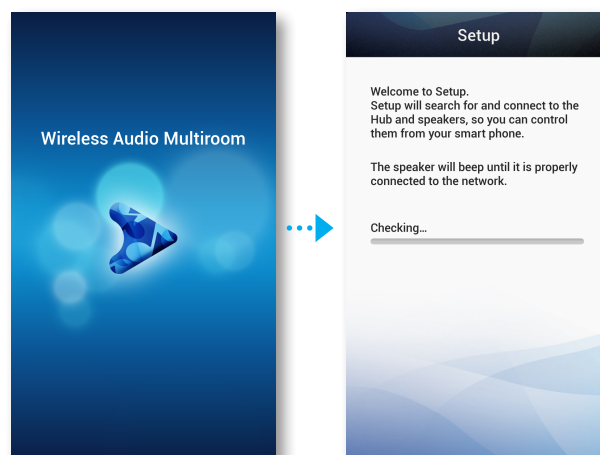 Wireless Audio Multiroom
Setup
Welcome to Setup.
Setup will search for and connect to the
Hub and speakers, so you can control
them from your smart phone.
The speaker will beep until it is properly
connected to the network.
Checking...